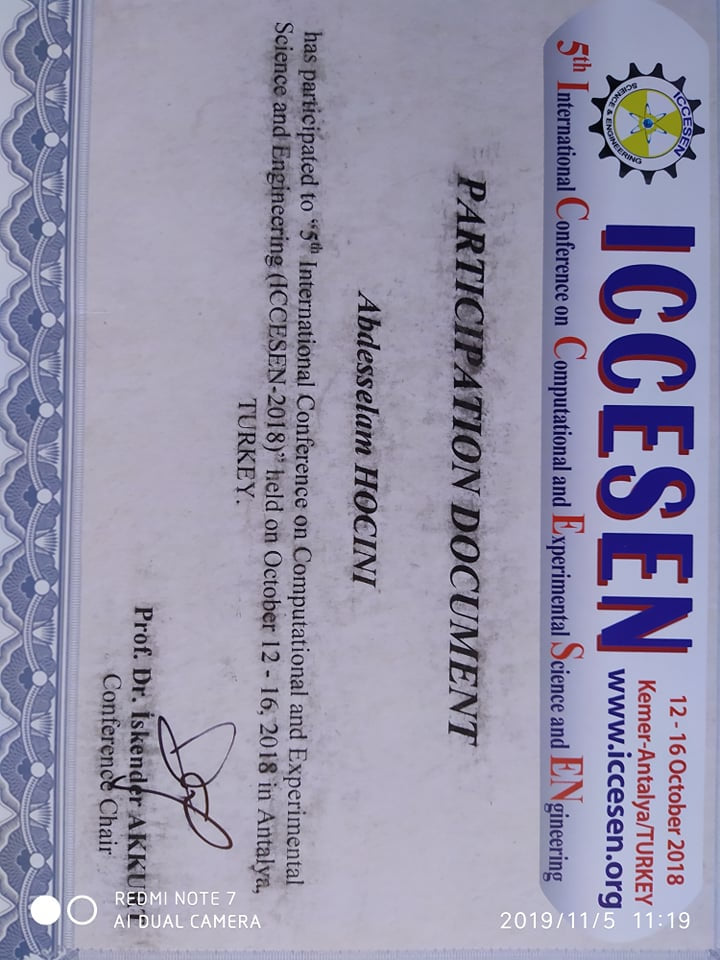 ICCESEN
SCIENCE & ENGINEERING
ICCESEN
12 - 16 October 2018
Kemer-Antalya/TURKEY
www.iccesen.org
5th International Conference on Computational and Experimental Science and ENgineering
PARTICIPATION DOCUMENT
Abdesselam HOCINI
has participated to "5th International Conference on Computational and Experimental
Science and Engineering (ICCESEN-2018)" held on October 12 - 16, 2018 in Antalya,
TURKEY.
Prof. Dr. İskender AKKURT
Conference Chair
REDMI NOTE 7
AI DUAL CAMERA
2019/11/5 11:19